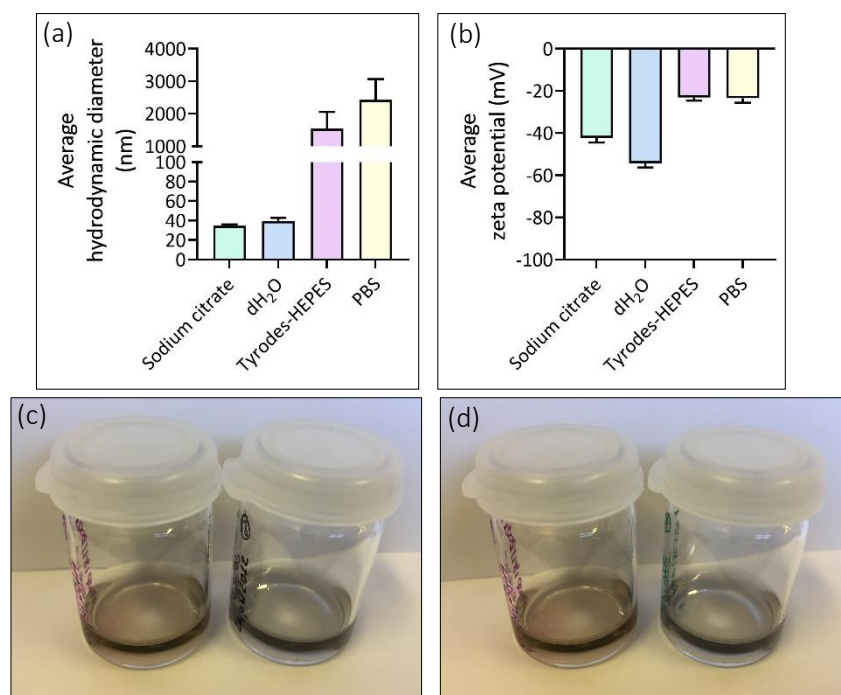 (a)
4000
3000
2000
1000
100
80
60
40
20
0
Average
hydrodynamic diameter
(nm)
Sodium citrate
dH₂O
Tyrodes-HEPES
PBS
(b)
0
-20
-40
-60
-80
-100
Average
zeta potential (mV)
Sodium citrate
dH₂O
Tyrodes-HEPES
PBS
(c)
(d)